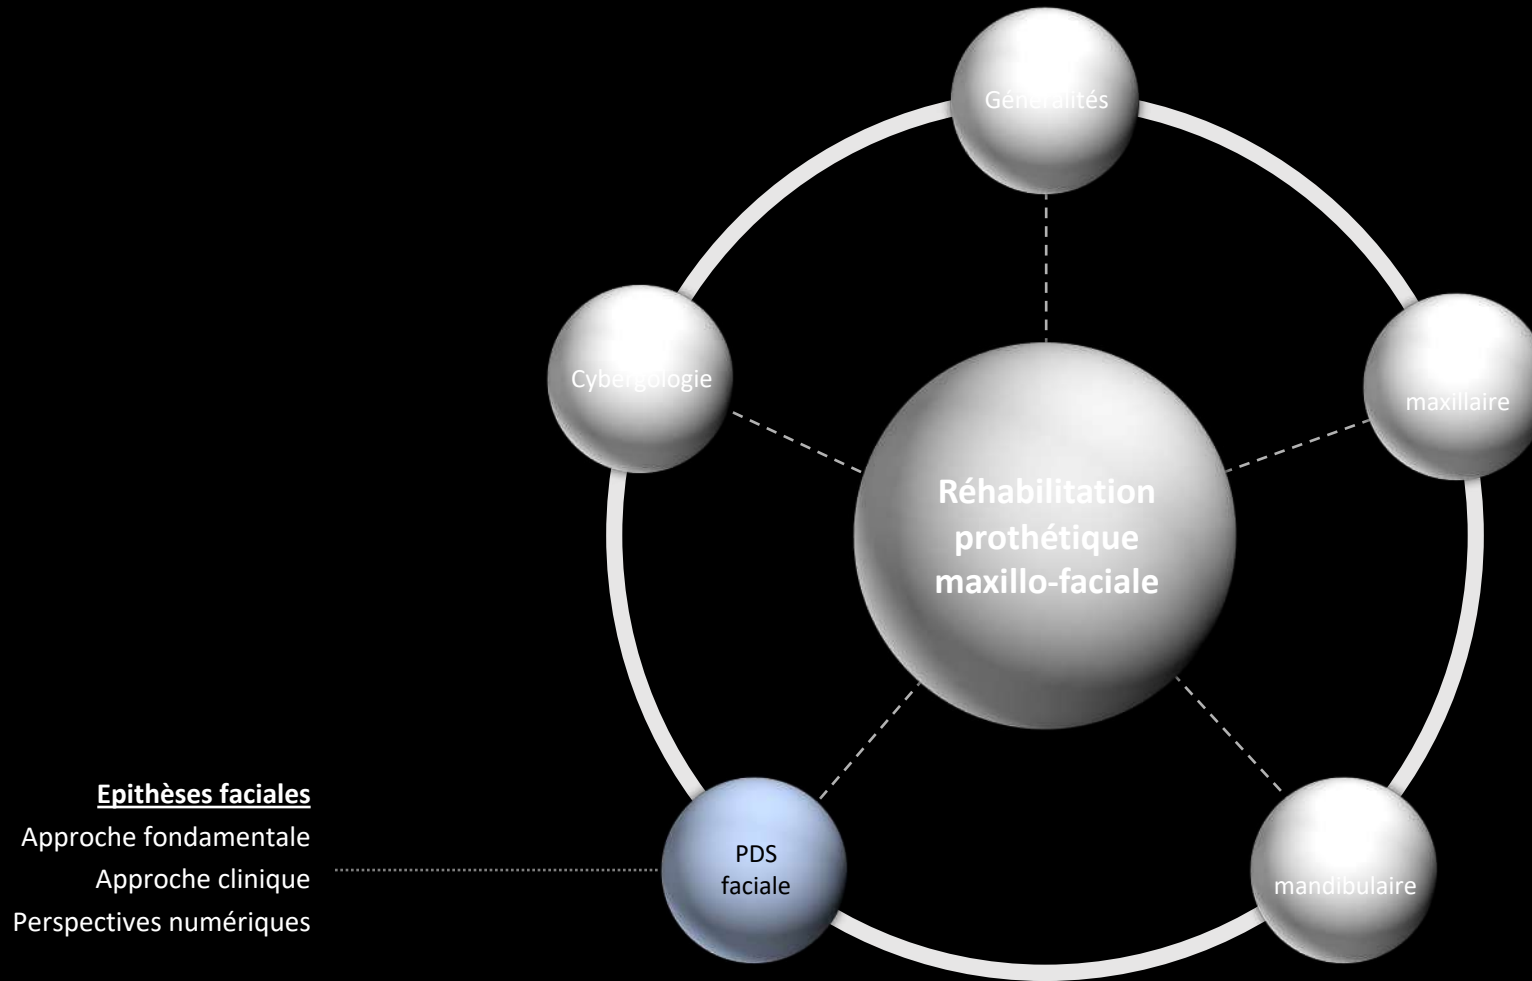 Généralités
Cybergologie
maxillaire
Réhabilitation
prothétique
maxillo-faciale
Epithèses faciales
Approche fondamentale
Approche clinique
Perspectives numériques
PDS
faciale
mandibulaire